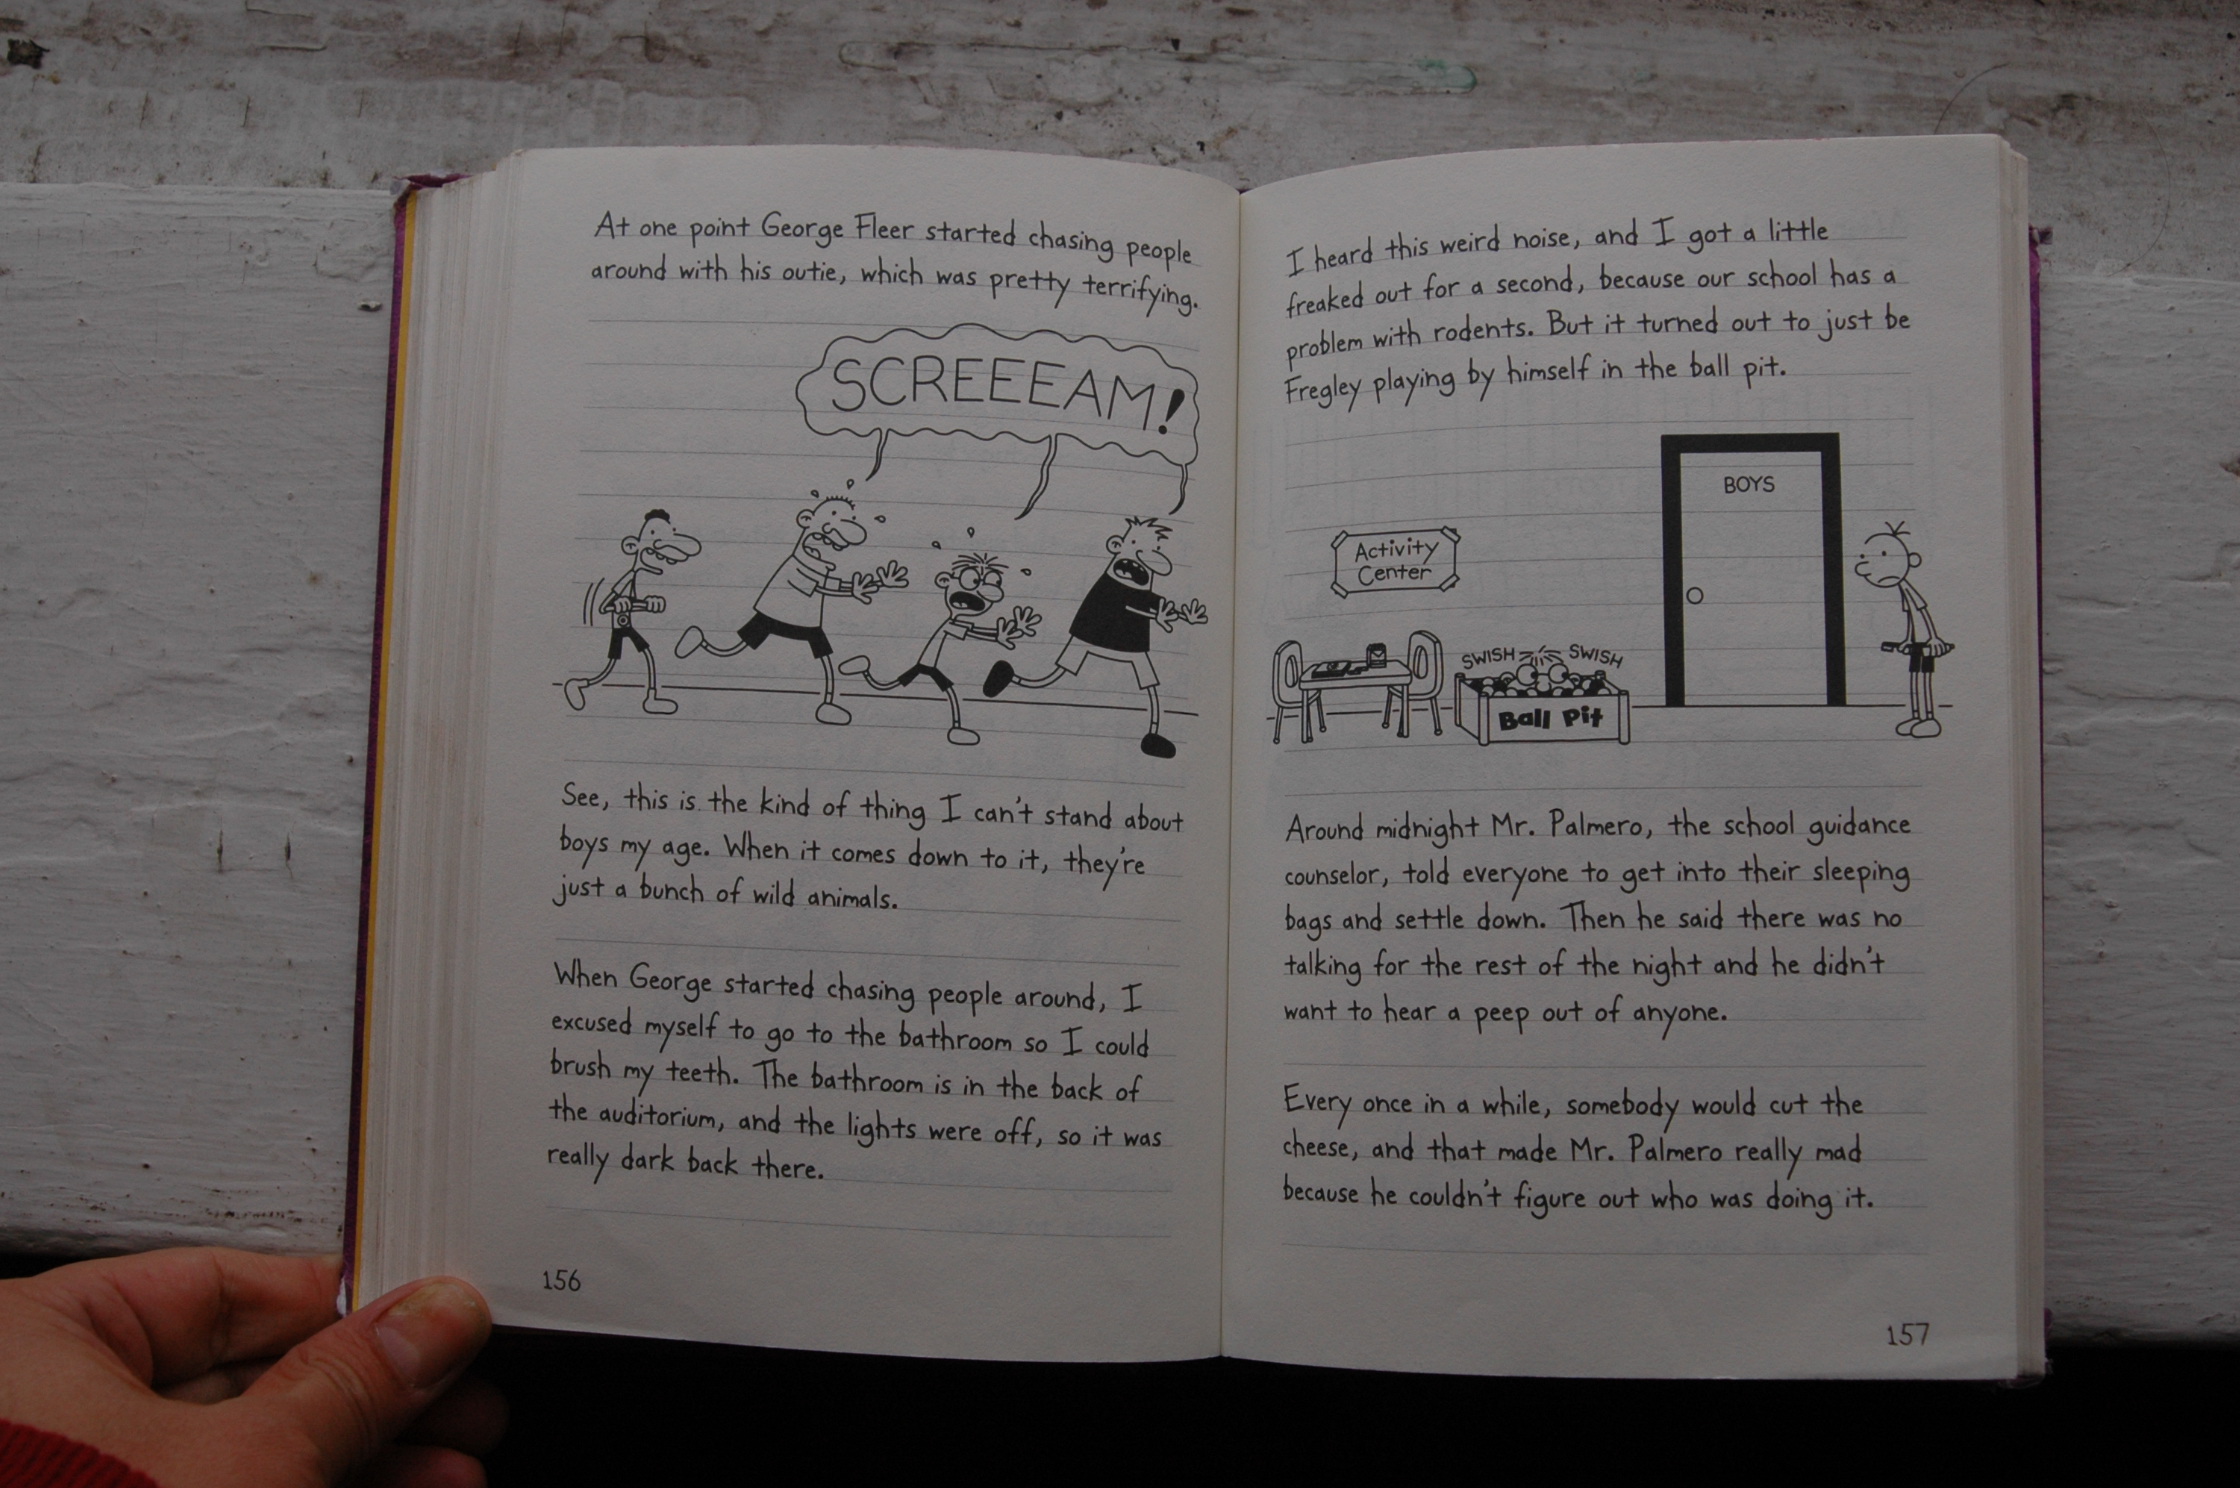 At one point George Fleer started chasing people
around with his outie, which was pretty terrifying.
SCREEEAM!
See, this is the kind of thing I can't stand about
boys my age. When it comes down to it, they're
just a bunch of wild animals.
When George started chasing people around, I
excused myself to go to the bathroom so I could
brush my teeth. The bathroom is in the back of
the auditorium, and the lights were off, so it was
really dark back there.
156
I heard this weird noise, and I got a little
freaked out for a second, because our school has a
problem with rodents. But it turned out to just be
Fregley playing by himself in the ball pit.
BOYS
Activity
Center
SWISH SWISH
Ball Pit
Around midnight Mr. Palmero, the school guidance
counselor, told everyone to get into their sleeping
bags and settle down. Then he said there was no
talking for the rest of the night and he didn't
want to hear a peep out of anyone.
Every once in a while, somebody would cut the
cheese, and that made Mr. Palmero really mad
because he couldn't figure out who was doing it.
157